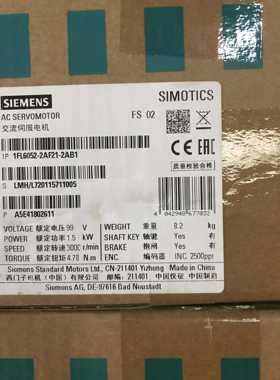 SIEMENS
SIMOTICS
AC SERVOMOTOR
FS 02
交流伺服电机
1P 1FL6052-2AF21-2AB1
质量检验合格
S LMH/L720115711005
P A5E41802611
4 042948 677032
VOLTAGE 额定电压 99 V
WEIGHT 重量 8.2 kg
POWER 额定功率 1.5 kW
SHAFT KEY 轴键 Yes 有
SPEED 额定转速 3000 r/min
BRAKE 抱闸 Yes 有
TORQUE 额定转矩 4.78 N.m
ENC. 编码器 INC 2500ppr
Siemens Standard Motors Ltd., CN-211401 Yizheng Made in China
西门子电机(中国)有限公司 邮编: 211401 中国仪征 中国制造
Siemens AG, DE-97616 Bad Neustadt